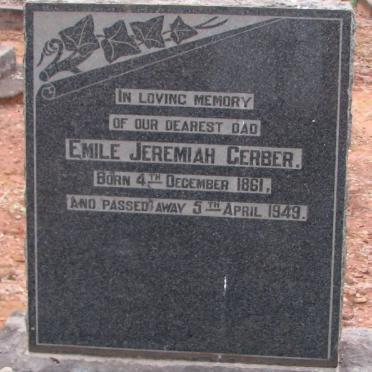 IN LOVING MEMORY
OF OUR DEAREST DAD
EMILE JEREMIAH GERBER.
BORN 4TH DECEMBER 1861,
AND PASSED AWAY 5TH APRIL 1949.